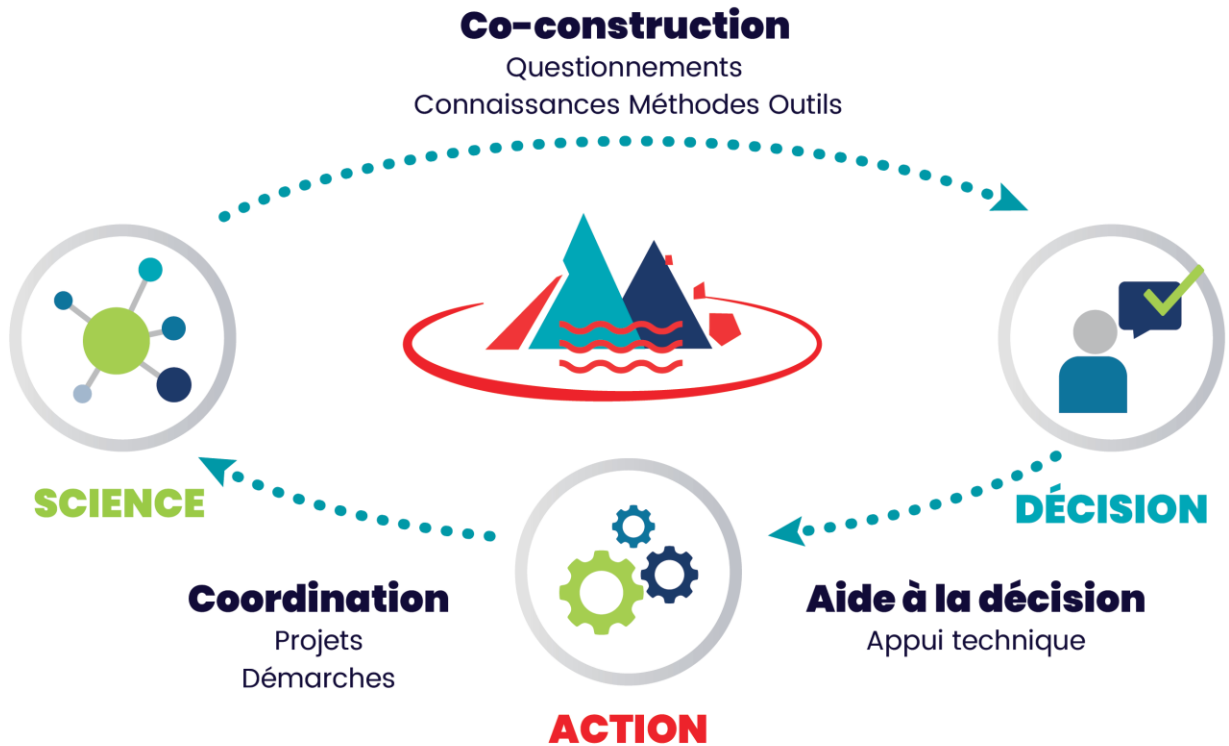 Co-construction
Questionnements
Connaissances Méthodes Outils
SCIENCE
DÉCISION
Coordination
Projets
Démarches
Aide à la décision
Appui technique
ACTION